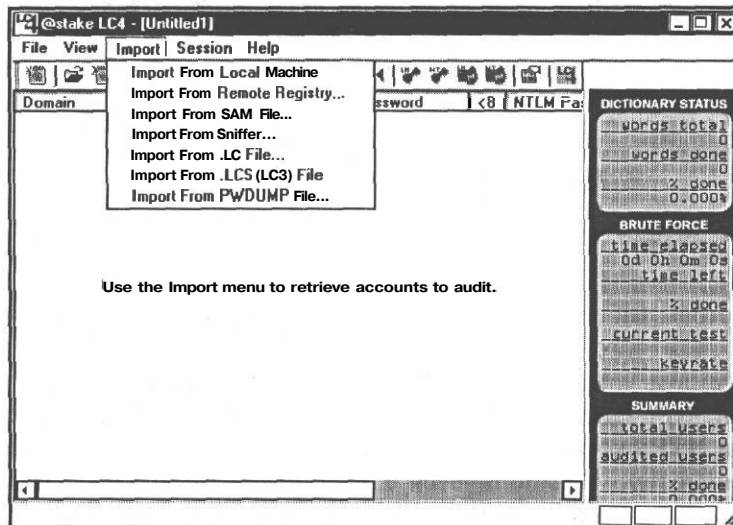 @stake LC4 - [Untitled1]
File View Import Session Help
Import From Local Machine
Import From Remote Registry...
Import From SAM File...
Import From Sniffer...
Import From .LC File...
Import From .LCS (LC3) File
Import From PWDUMP File...
Domain ssword <8 NTLM Pas
Use the Import menu to retrieve accounts to audit.
DICTIONARY STATUS
words total
0
words done
0
% done
0.000%
BRUTE FORCE
time elapsed
0d 0h 0m 0s
time left
% done
current test
keyrate
SUMMARY
total users
0
audited users
0
% done
0.000%